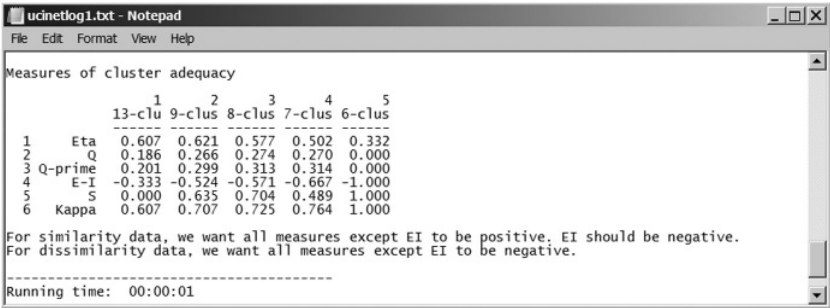 ucinetlog1.txt - Notepad
File Edit Format View Help
Measures of cluster adequacy
1 2 3 4 5
13-clu 9-clus 8-clus 7-clus 6-clus
------ ------ ------ ------ ------
1 Eta 0.607 0.621 0.577 0.502 0.332
2 Q 0.186 0.266 0.274 0.270 0.000
3 Q-prime 0.201 0.299 0.313 0.314 0.000
4 E-I -0.333 -0.524 -0.571 -0.667 -1.000
5 S 0.000 0.635 0.704 0.489 1.000
6 Kappa 0.607 0.707 0.725 0.764 1.000
For similarity data, we want all measures except EI to be positive. EI should be negative.
For dissimilarity data, we want all measures except EI to be negative.
----------------------------------------
Running time: 00:00:01